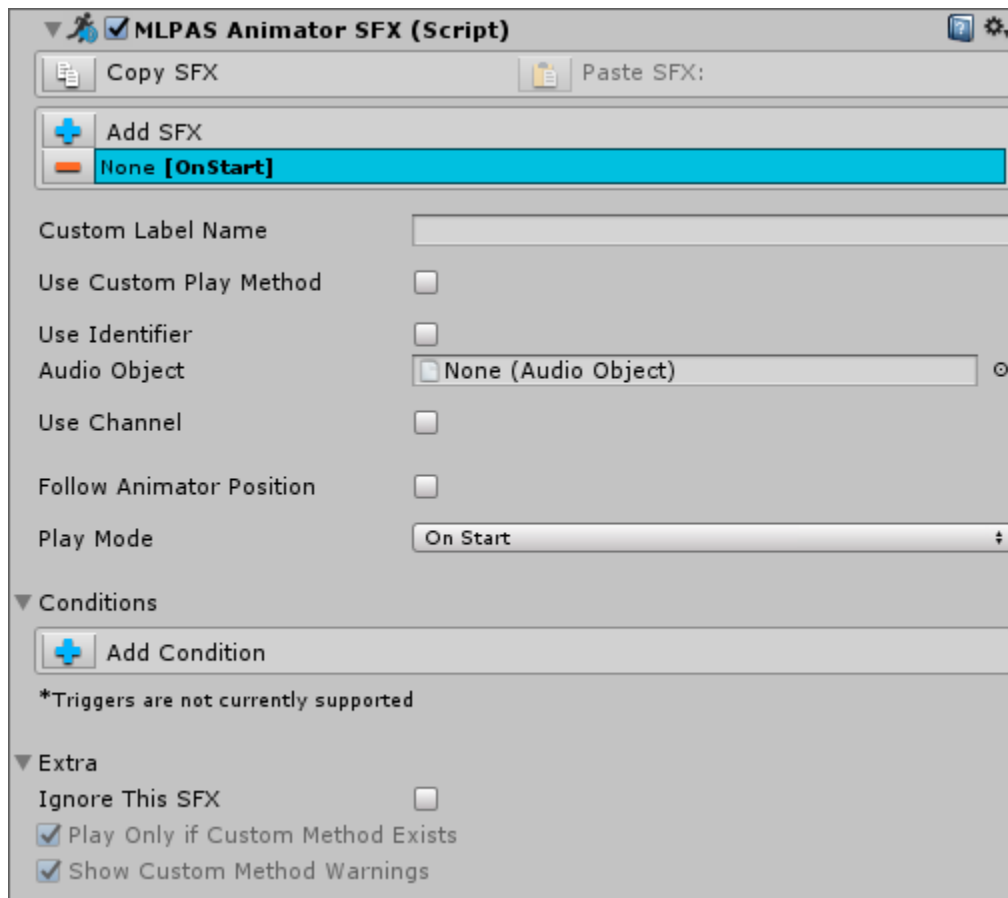 MLPAS Animator SFX (Script)
Copy SFX Paste SFX:
Add SFX
None [OnStart]
Custom Label Name
Use Custom Play Method
Use Identifier
Audio Object None (Audio Object)
Use Channel
Follow Animator Position
Play Mode On Start
Conditions
Add Condition
*Triggers are not currently supported
Extra
Ignore This SFX
Play Only if Custom Method Exists
Show Custom Method Warnings